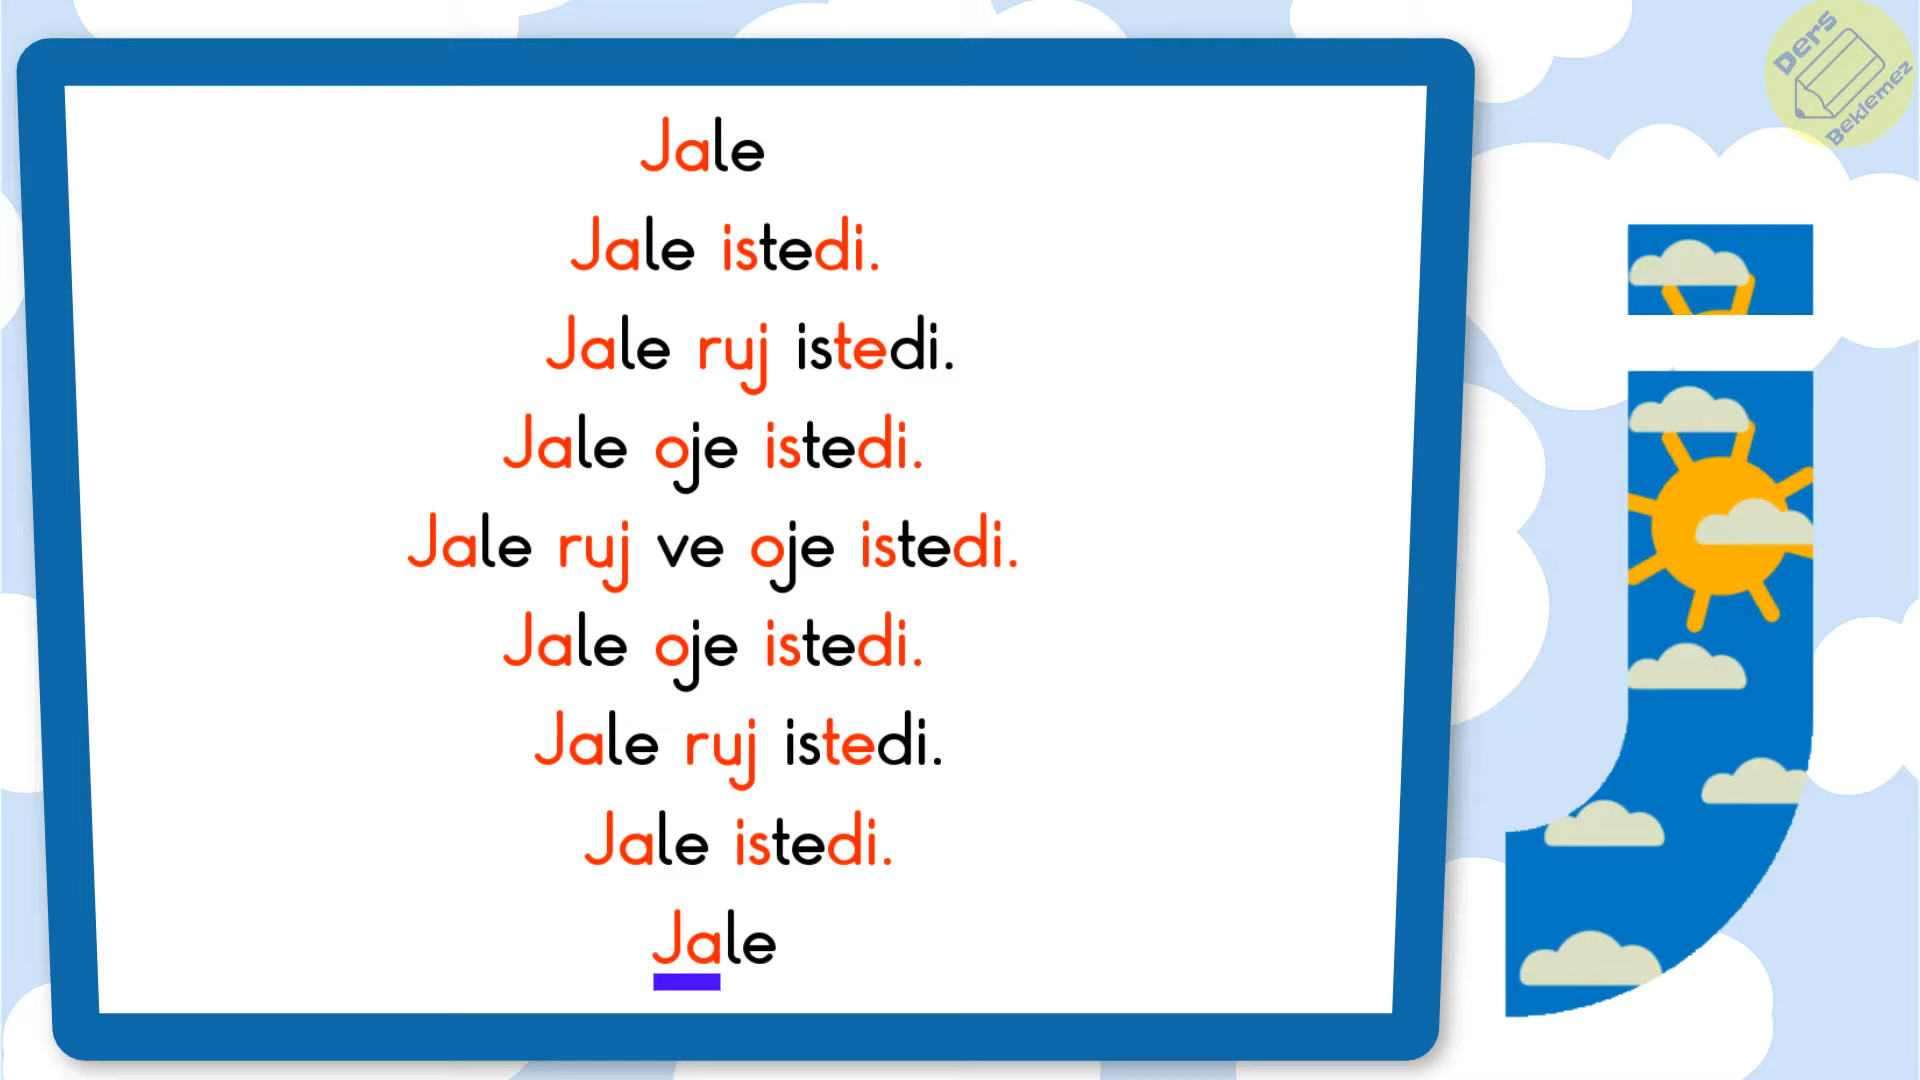 Jale
Jale istedi.
Jale ruj istedi.
Jale oje istedi.
Jale ruj ve oje istedi.
Jale oje istedi.
Jale ruj istedi.
Jale istedi.
Jale
Ders
Beklemez
j